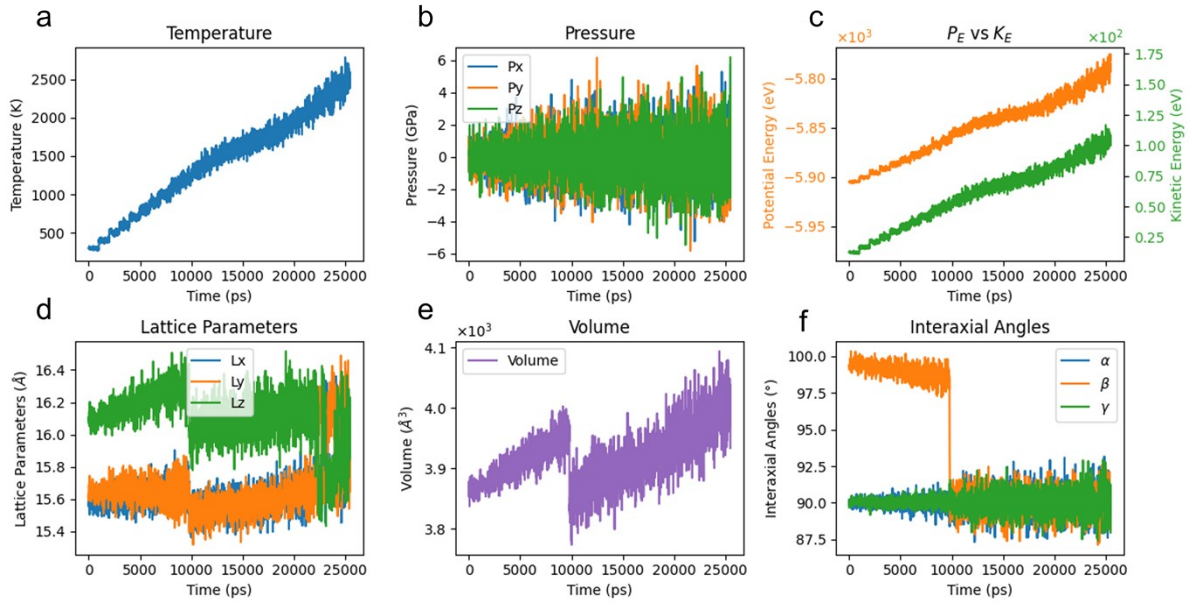 a
Temperature
Temperature (K)
2500
2000
1500
1000
500
0 5000 10000 15000 20000 25000
Time (ps)
b
Pressure
Pressure (GPa)
6
4
2
0
−2
−4
−6
Px
Py
Pz
0 5000 10000 15000 20000 25000
Time (ps)
c
P_E vs K_E
×10³
×10²
Potential Energy (eV)
−5.80
−5.85
−5.90
−5.95
1.75
1.50
1.25
1.00
0.75
0.50
0.25
Kinetic Energy (eV)
0 5000 10000 15000 20000 25000
Time (ps)
d
Lattice Parameters
Lattice Parameters (Å)
16.4
16.2
16.0
15.8
15.6
15.4
Lx
Ly
Lz
0 5000 10000 15000 20000 25000
Time (ps)
e
Volume
×10³
Volume (Å³)
4.1
4.0
3.9
3.8
Volume
0 5000 10000 15000 20000 25000
Time (ps)
f
Interaxial Angles
Interaxial Angles (°)
100.0
97.5
95.0
92.5
90.0
87.5
α
β
γ
0 5000 10000 15000 20000 25000
Time (ps)